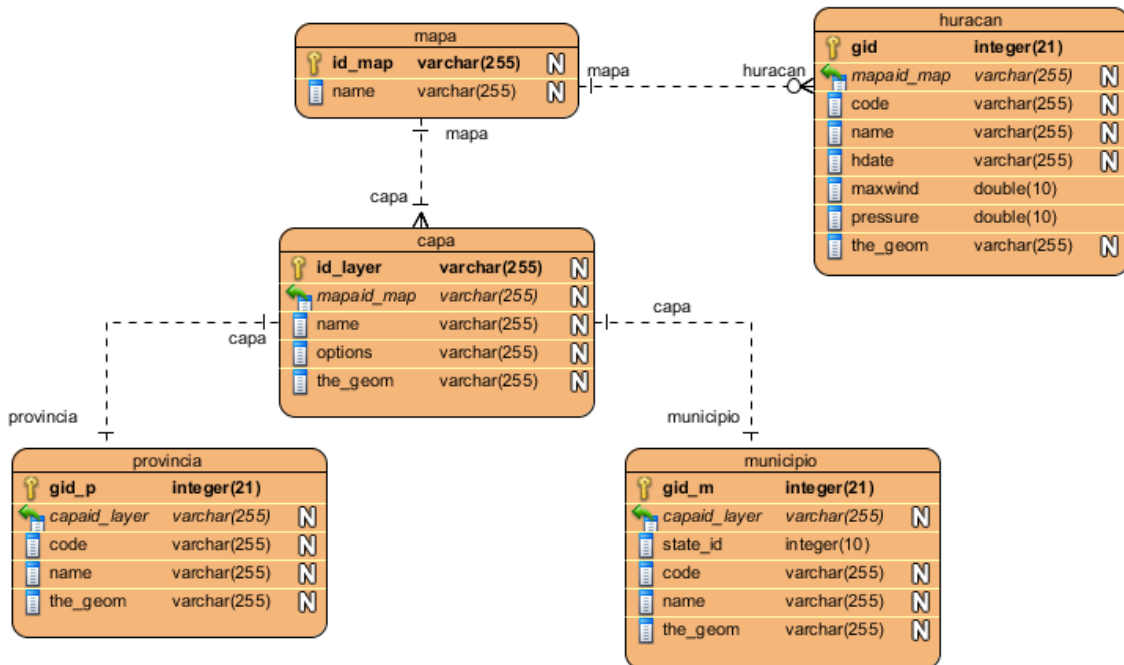 mapa
id_map varchar(255) N
name varchar(255) N
huracan
gid integer(21)
mapaid_map varchar(255) N
code varchar(255) N
name varchar(255) N
hdate varchar(255) N
maxwind double(10)
pressure double(10)
the_geom varchar(255) N
mapa
huracan
mapa
capa
capa
id_layer varchar(255) N
mapaid_map varchar(255) N
name varchar(255) N
options varchar(255) N
the_geom varchar(255) N
capa
capa
provincia
municipio
provincia
gid_p integer(21)
capaid_layer varchar(255) N
code varchar(255) N
name varchar(255) N
the_geom varchar(255) N
municipio
gid_m integer(21)
capaid_layer varchar(255) N
state_id integer(10)
code varchar(255) N
name varchar(255) N
the_geom varchar(255) N